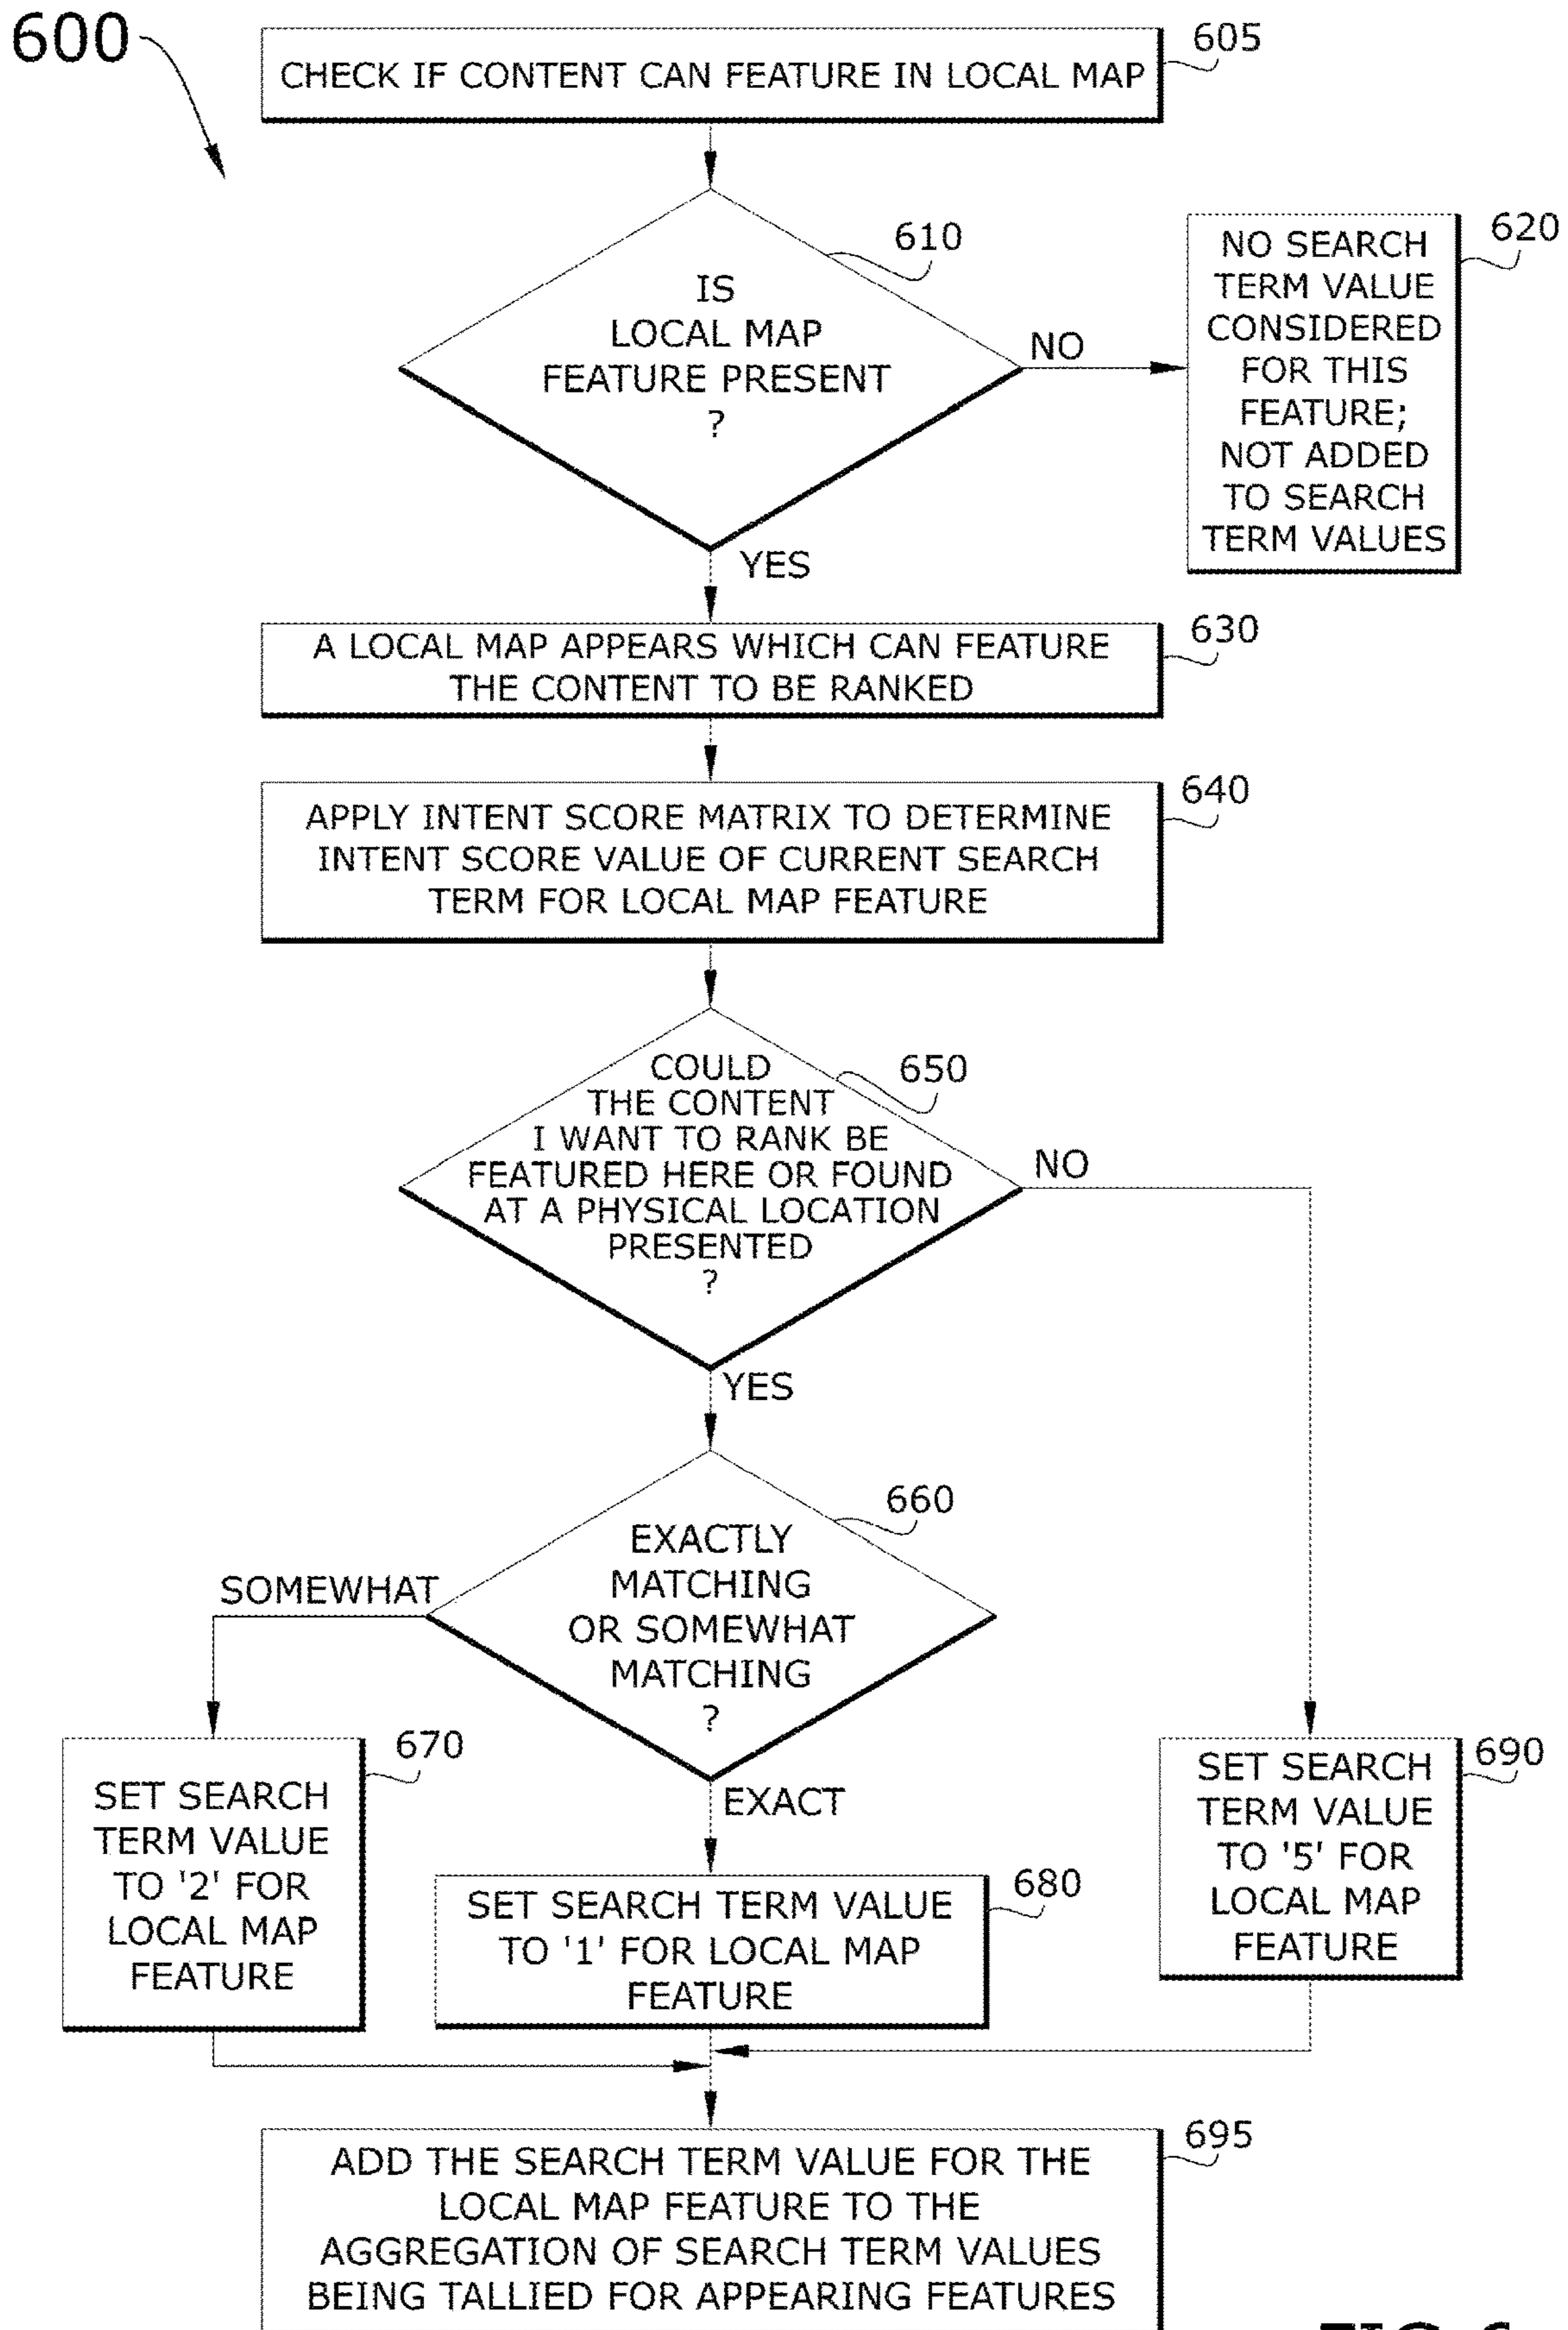 600
605
CHECK IF CONTENT CAN FEATURE IN LOCAL MAP
610
IS
LOCAL MAP
FEATURE PRESENT
?
NO
620
NO SEARCH
TERM VALUE
CONSIDERED
FOR THIS
FEATURE;
NOT ADDED
TO SEARCH
TERM VALUES
YES
630
A LOCAL MAP APPEARS WHICH CAN FEATURE
THE CONTENT TO BE RANKED
640
APPLY INTENT SCORE MATRIX TO DETERMINE
INTENT SCORE VALUE OF CURRENT SEARCH
TERM FOR LOCAL MAP FEATURE
650
COULD
THE CONTENT
I WANT TO RANK BE
FEATURED HERE OR FOUND
AT A PHYSICAL LOCATION
PRESENTED
?
NO
YES
660
EXACTLY
MATCHING
OR SOMEWHAT
MATCHING
?
SOMEWHAT
EXACT
670
SET SEARCH
TERM VALUE
TO '2' FOR
LOCAL MAP
FEATURE
680
SET SEARCH TERM VALUE
TO '1' FOR LOCAL MAP
FEATURE
690
SET SEARCH
TERM VALUE
TO '5' FOR
LOCAL MAP
FEATURE
695
ADD THE SEARCH TERM VALUE FOR THE
LOCAL MAP FEATURE TO THE
AGGREGATION OF SEARCH TERM VALUES
BEING TALLIED FOR APPEARING FEATURES